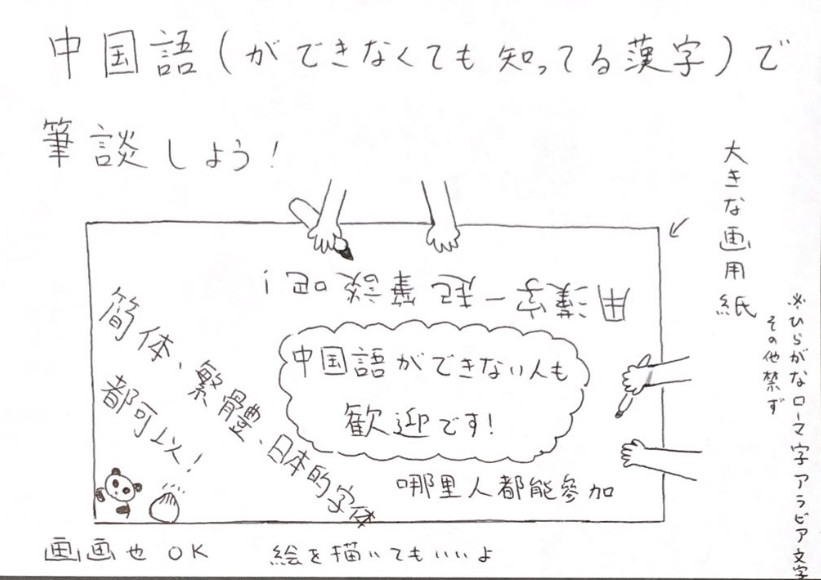 中国語(ができなくても知ってる漢字)で
筆談しよう!
大きな画用紙
※ひらがなローマ字アラビア文字
その他禁ず
用漢字一起筆談吧!
簡体、繁體、日本的字体
都可以!
中国語ができない人も
歓迎です!
哪里人都能參加
画画也OK
絵を描いてもいいよ